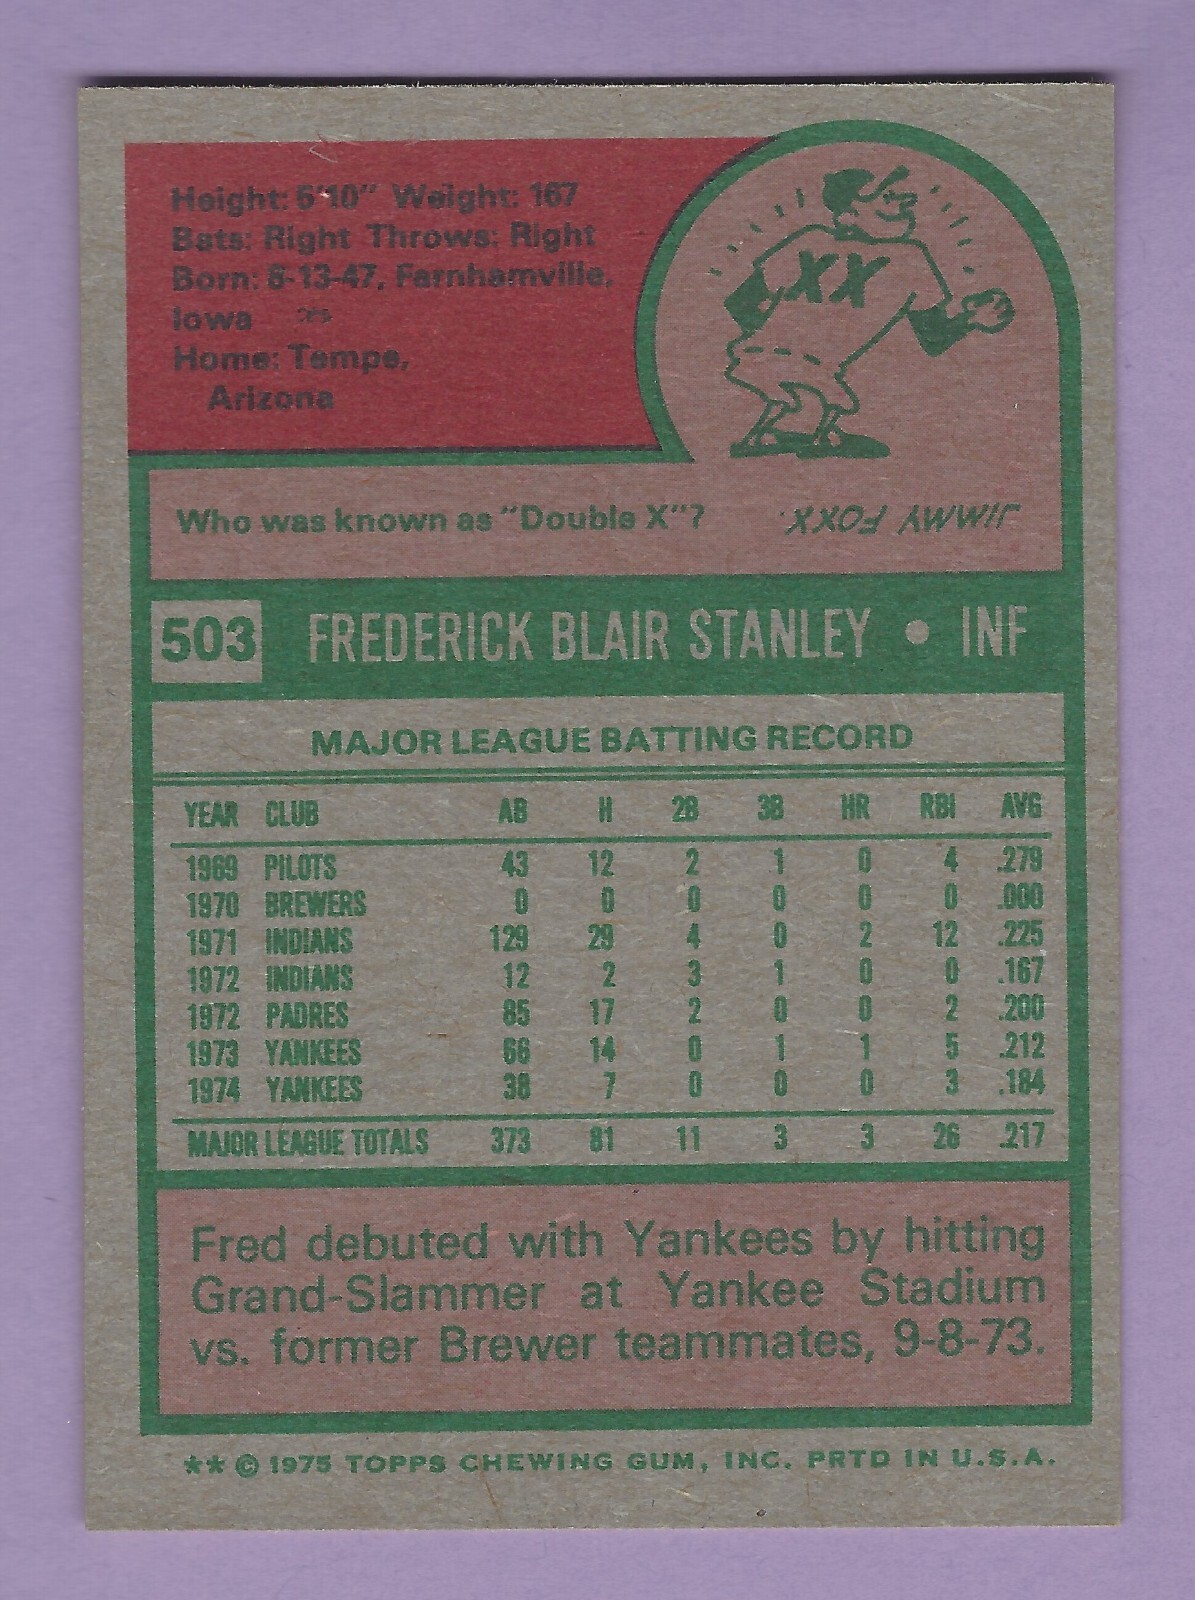 Height: 5'10" Weight: 167
Bats: Right Throws: Right
Born: 8-13-47, Farnhamville,
Iowa
Home: Tempe,
Arizona
XX
Who was known as "Double X"? JIMMY FOXX.
503 FREDERICK BLAIR STANLEY • INF
MAJOR LEAGUE BATTING RECORD
YEAR CLUB AB H 2B 3B HR RBI AVG
1969 PILOTS 43 12 2 1 0 4 .279
1970 BREWERS 0 0 0 0 0 0 .000
1971 INDIANS 129 29 4 0 2 12 .225
1972 INDIANS 12 2 3 1 0 0 .167
1972 PADRES 85 17 2 0 0 2 .200
1973 YANKEES 66 14 0 1 1 5 .212
1974 YANKEES 38 7 0 0 0 3 .184
MAJOR LEAGUE TOTALS 373 81 11 3 3 26 .217
Fred debuted with Yankees by hitting
Grand-Slammer at Yankee Stadium
vs. former Brewer teammates, 9-8-73.
** © 1975 TOPPS CHEWING GUM, INC. PRTD IN U.S.A.